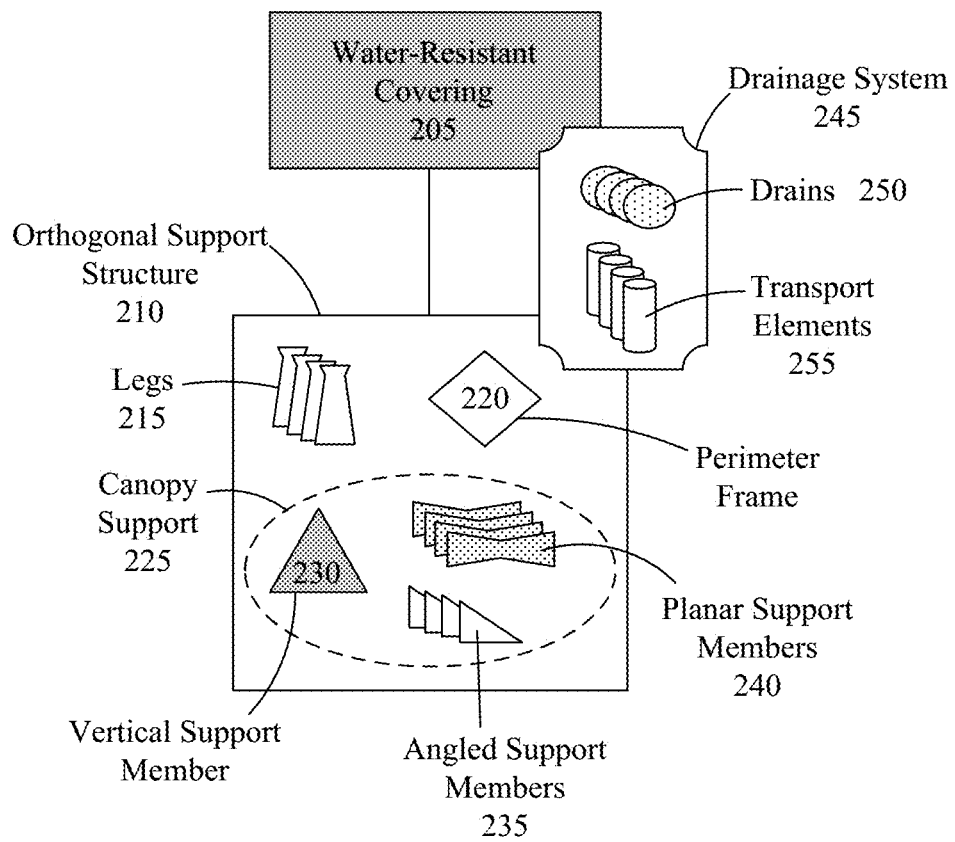 Water-Resistant
Covering
205
Drainage System
245
Drains 250
Orthogonal Support
Structure
210
Transport
Elements
255
Legs
215
220
Perimeter
Frame
Canopy
Support
225
230
Planar Support
Members
240
Vertical Support
Member
Angled Support
Members
235